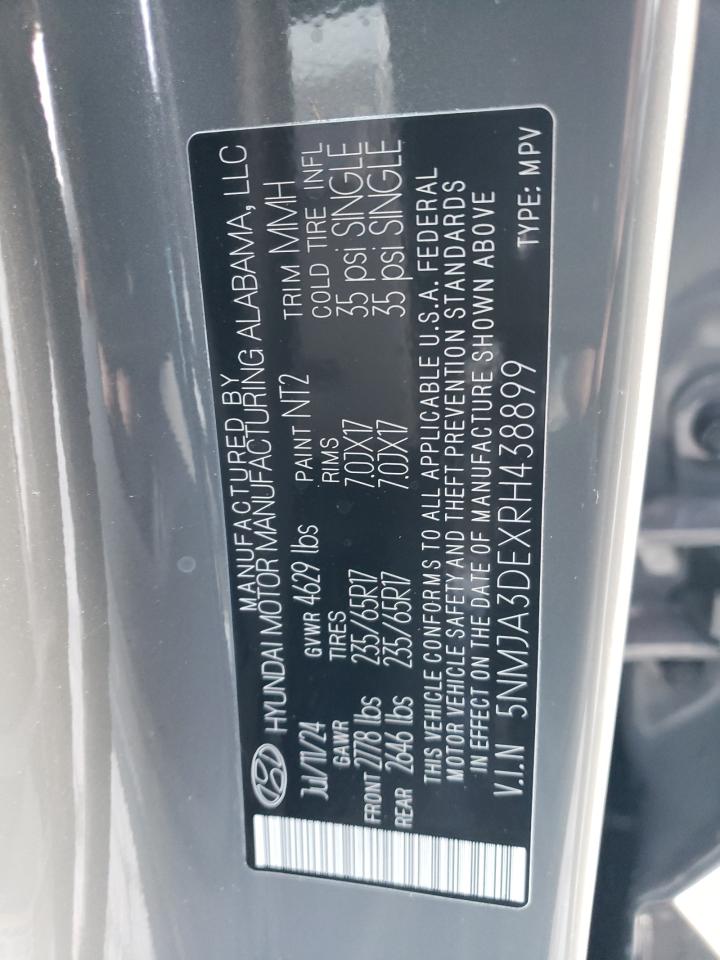 MANUFACTURED BY
HYUNDAI MOTOR MANUFACTURING ALABAMA, LLC
Jul/11/24 GVWR 4629 lbs PAINT NT2 TRIM MMH
GAWR TIRES RIMS COLD TIRE INFL
FRONT 2778 lbs 235/65R17 7.0JX17 35 psi SINGLE
REAR 2646 lbs 235/65R17 7.0JX17 35 psi SINGLE
THIS VEHICLE CONFORMS TO ALL APPLICABLE U.S.A. FEDERAL
MOTOR VEHICLE SAFETY AND THEFT PREVENTION STANDARDS
IN EFFECT ON THE DATE OF MANUFACTURE SHOWN ABOVE
V.I.N 5NMJA3DEXRH438899 TYPE: MPV